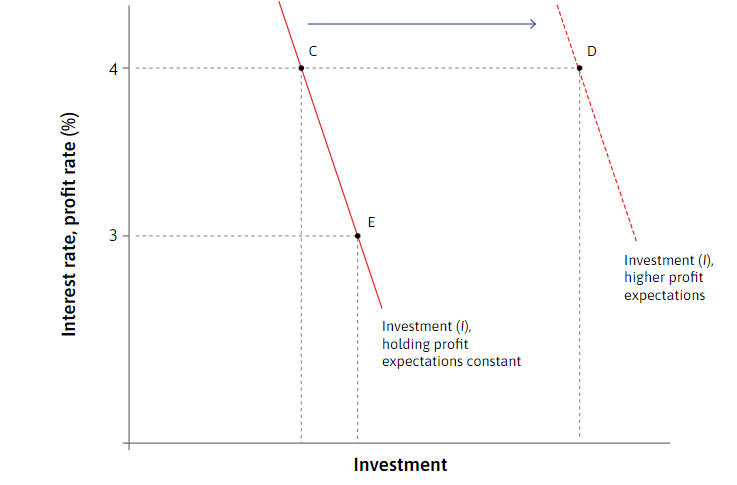 C
D
4
Interest rate, profit rate (%)
E
3
Investment (I),
higher profit
expectations
Investment (I),
holding profit
expectations constant
Investment